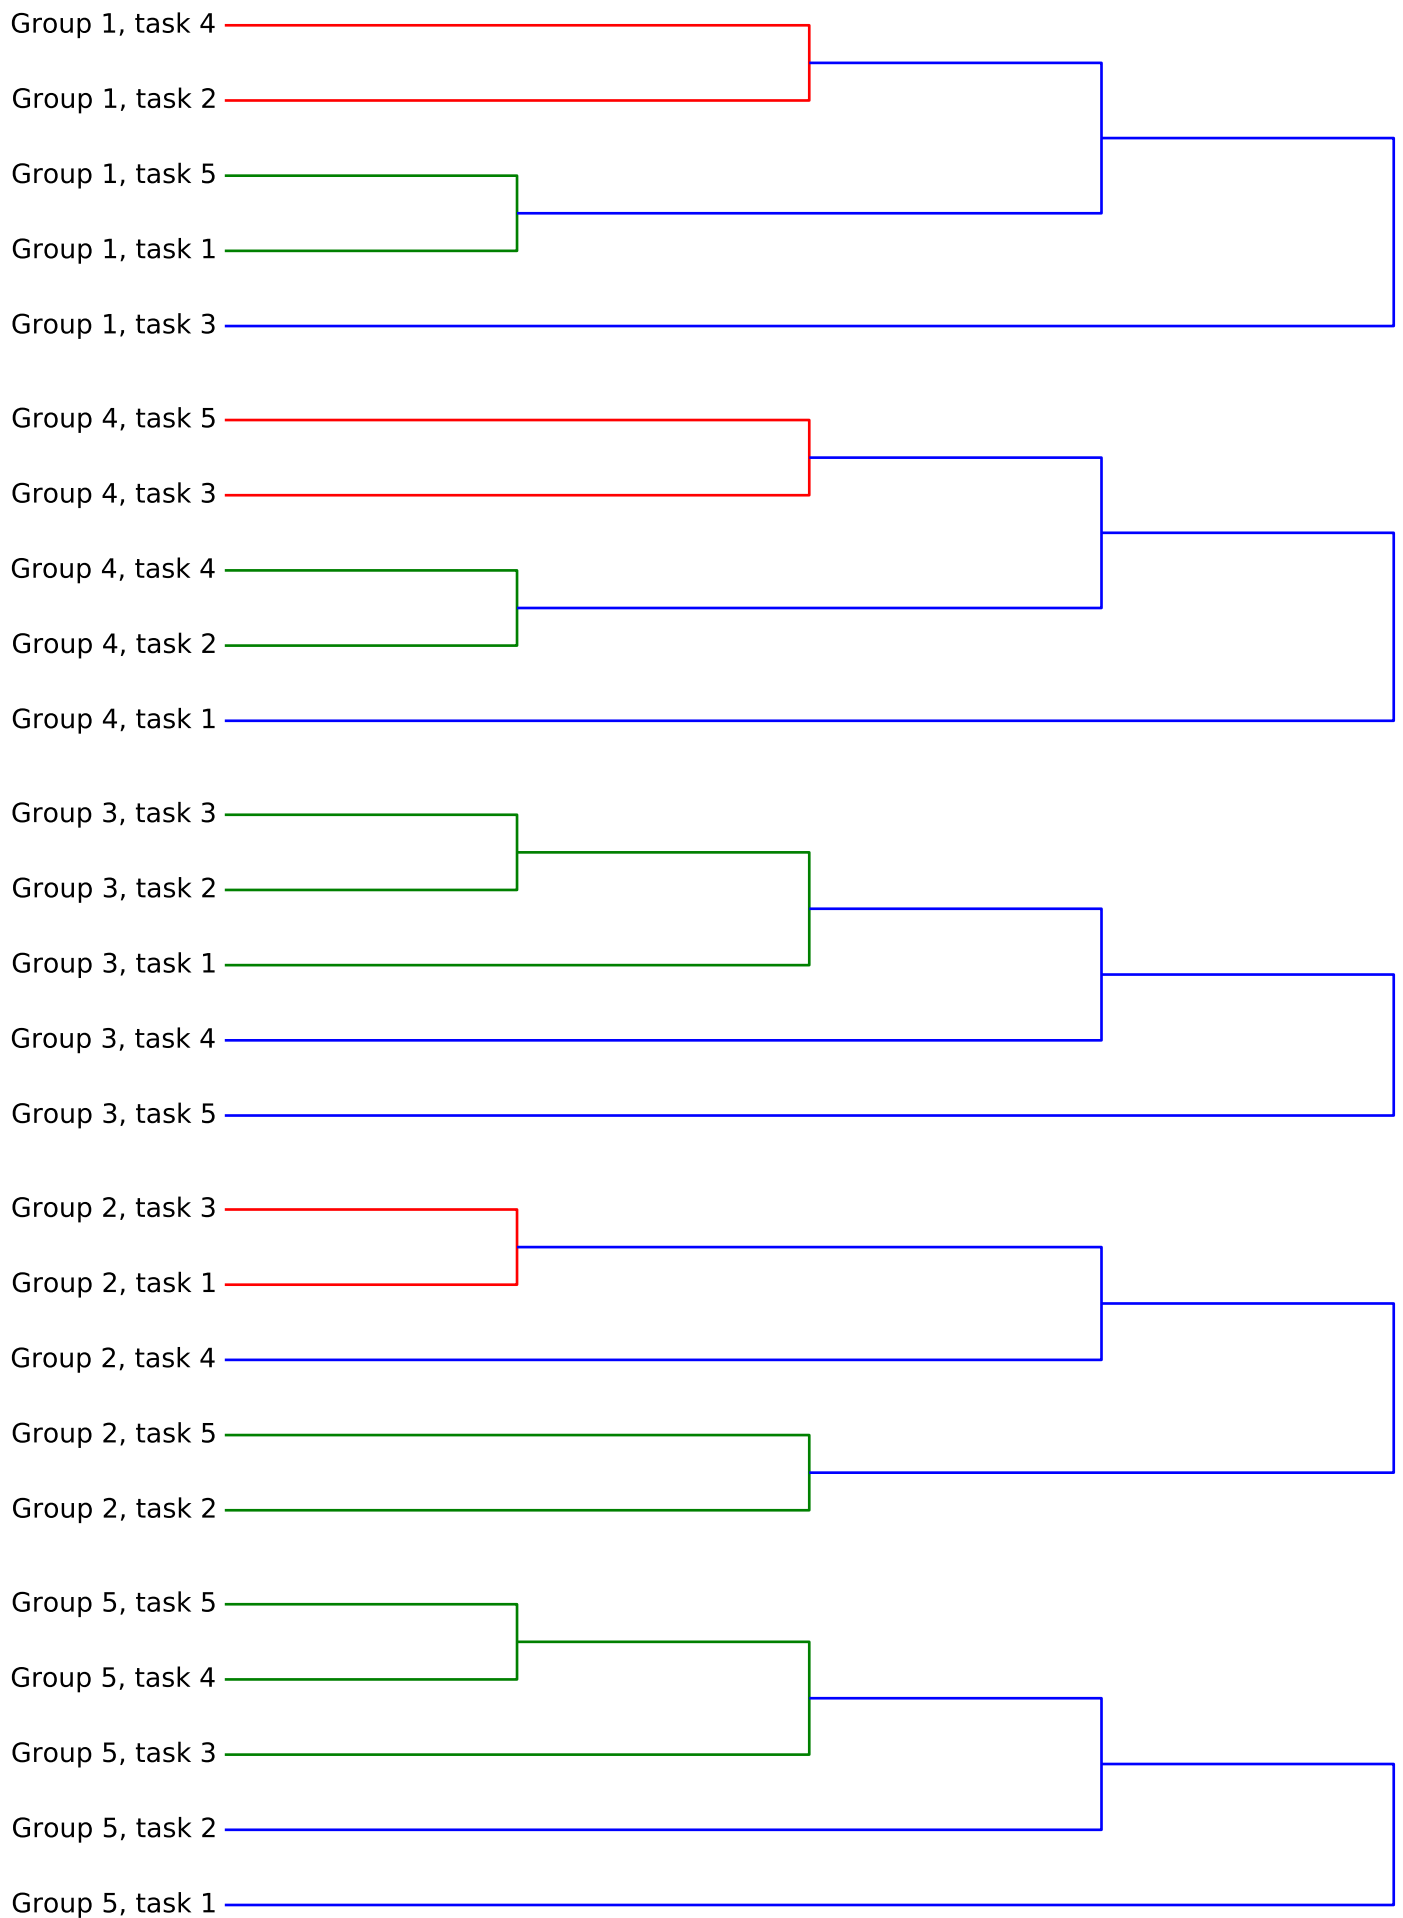 Group 1, task 4
Group 1, task 2
Group 1, task 5
Group 1, task 1
Group 1, task 3
Group 4, task 5
Group 4, task 3
Group 4, task 4
Group 4, task 2
Group 4, task 1
Group 3, task 3
Group 3, task 2
Group 3, task 1
Group 3, task 4
Group 3, task 5
Group 2, task 3
Group 2, task 1
Group 2, task 4
Group 2, task 5
Group 2, task 2
Group 5, task 5
Group 5, task 4
Group 5, task 3
Group 5, task 2
Group 5, task 1